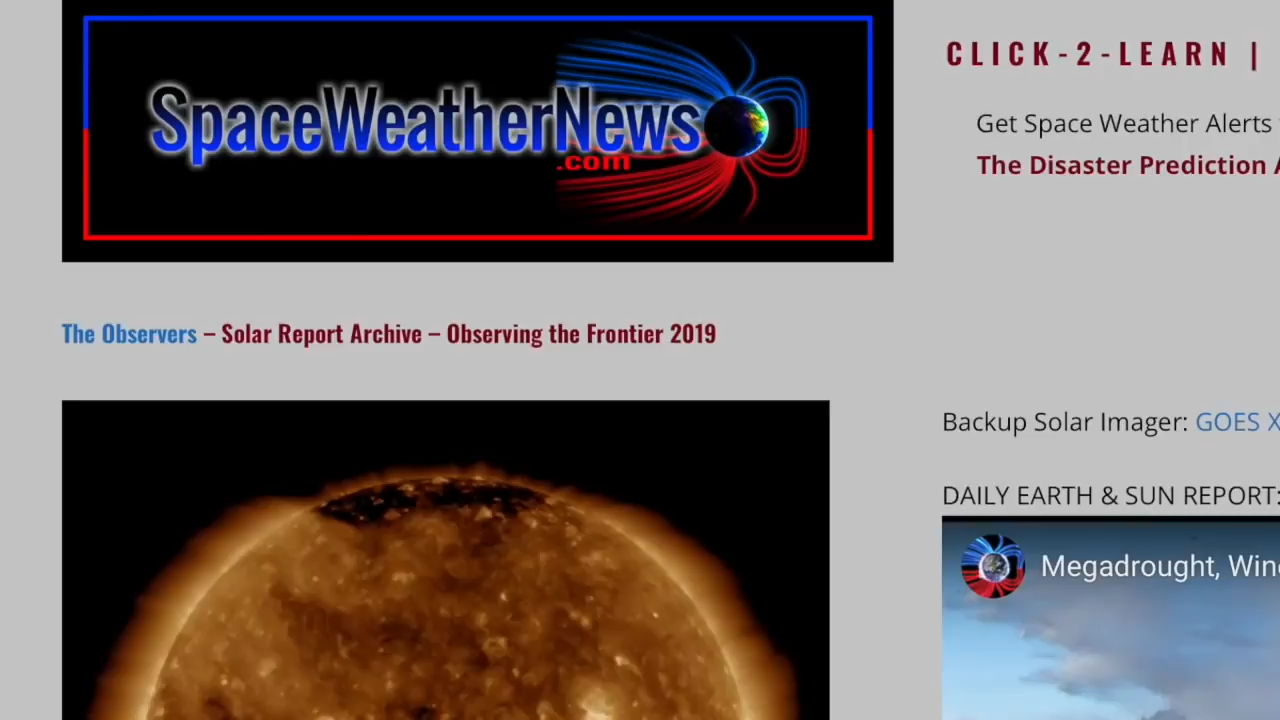 SpaceWeatherNews
.com
CLICK-2-LEARN |
Get Space Weather Alerts
The Disaster Prediction A
The Observers – Solar Report Archive – Observing the Frontier 2019
Backup Solar Imager: GOES X
DAILY EARTH & SUN REPORT:
Megadrought, Win